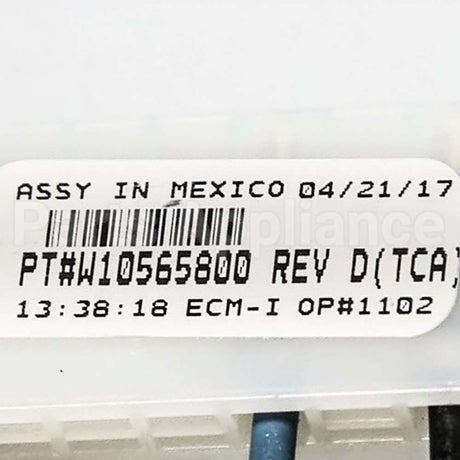 ASSY IN MEXICO 04/21/17
PT#W10565800 REV D(TCA)
13:38:18 ECM-I OP#1102